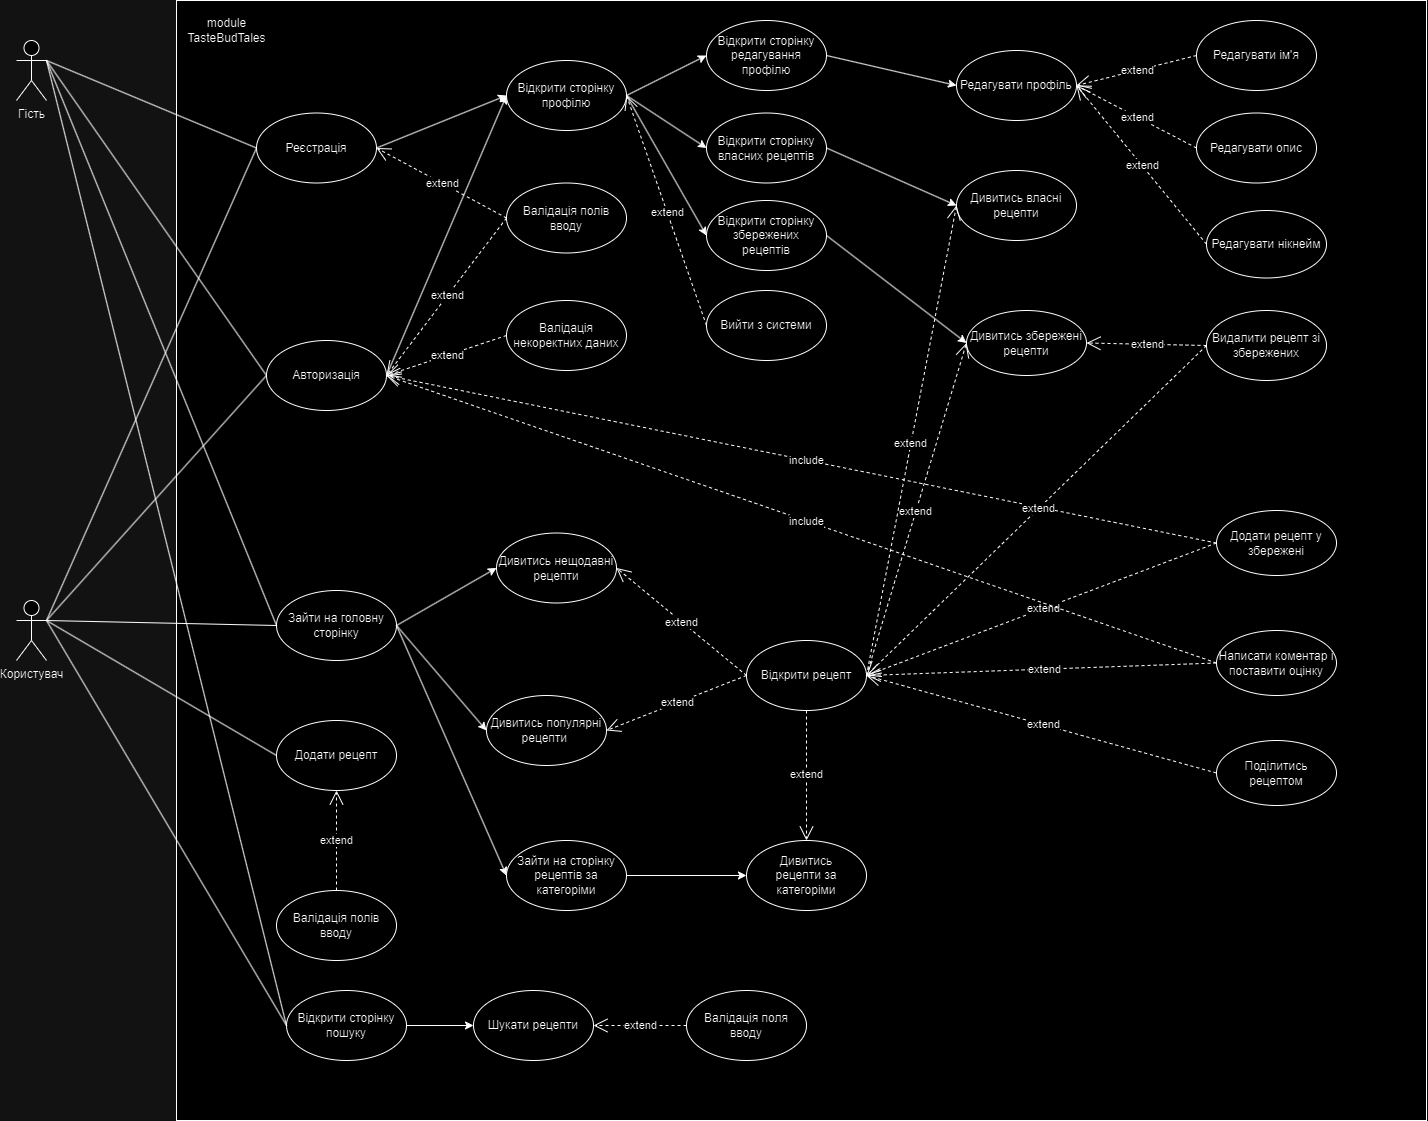 module
TasteBudTales
Гість
Користувач
Реєстрація
Авторизація
Зайти на головну
сторінку
Додати рецепт
extend
Валідація полів
вводу
Відкрити сторінку
пошуку
Відкрити сторінку
профілю
extend
Валідація полів
вводу
extend
Валідація
некоректних даних
extend
Дивитись нещодавні
рецепти
Дивитись популярні
рецепти
Зайти на сторінку
рецептів за
категоріми
Шукати рецепти
extend
Валідація поля
вводу
Відкрити сторінку
редагування
профілю
Відкрити сторінку
власних рецептів
extend
Відкрити сторінку
збережених
рецептів
Вийти з системи
include
include
extend
extend
Відкрити рецепт
extend
Дивитись
рецепти за
категоріми
Редагувати профіль
Дивитись власні
рецепти
Дивитись збережені
рецепти
extend
extend
extend
extend
extend
extend
extend
extend
extend
extend
Редагувати ім'я
Редагувати опис
Редагувати нікнейм
Видалити рецепт зі
збережених
Додати рецепт у
збережені
Написати коментар і
поставити оцінку
Поділитись
рецептом